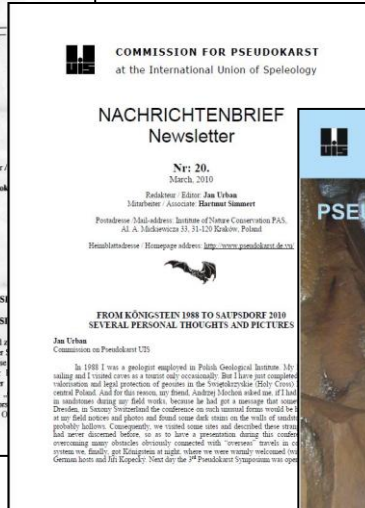 COMMISSION FOR PSEUDOKARST
at the International Union of Speleology
uis
NACHRICHTENBRIEF
Newsletter
Nr: 20.
March, 2010
Redakteur / Editor: Jan Urban
Mitarbeiter / Associate: Hartmut Simmert
Postadresse /Mail-address: Institute of Nature Conservation PAS,
Al. A. Mickiewicza 33, 31-120 Kraków, Poland
Heimblattadresse / Homepage address: http://www.pseudokarst.de.vu/
FROM KÖNIGSTEIN 1988 TO SAUPSDORF 2010
SEVERAL PERSONAL THOUGHTS AND PICTURES
Jan Urban
Commission on Pseudokarst UIS
In 1988 I was a geologist employed in Polish Geological Institute. My
sailing and I visited caves as a tourist only occasionally. But I have just completed
valorisation and legal protection of geosites in the Świętokrzyskie (Holy Cross)
central Poland. And for this reason, my friend, Andrzej Mochoń asked me, if I had
in sandstones during my field works, because he had got a message that some
Dresden, in Saxony Switzerland the conference on such unusual forms would be
at my field notices and photos and found some dark stains on the walls of
probably hollows. Consequently, we visited some sites and described these
had never discerned before, so as to have a presentation during this
overcoming many obstacles obviously connected with "overseas" travels in
system we, finally, got Königstein at night, where we were warmly welcomed
German hosts and Jiří Kopecky. Next day the 3rd Pseudokarst Symposium was
uis
PSEU